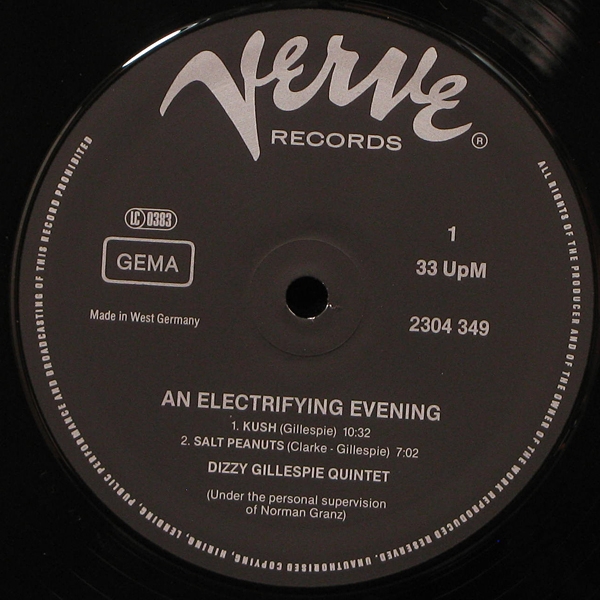 Verve
RECORDS ®
LC 0383
GEMA
Made in West Germany
1
33 UpM
2304 349
AN ELECTRIFYING EVENING
1. KUSH (Gillespie) 10:32
2. SALT PEANUTS (Clarke - Gillespie) 7:02
DIZZY GILLESPIE QUINTET
(Under the personal supervision
of Norman Granz)
ALL RIGHTS OF THE PRODUCER AND OF THE OWNER OF THE WORK REPRODUCED RESERVED. UNAUTHORISED COPYING, HIRING, LENDING, PUBLIC PERFORMANCE AND BROADCASTING OF THIS RECORD PROHIBITED